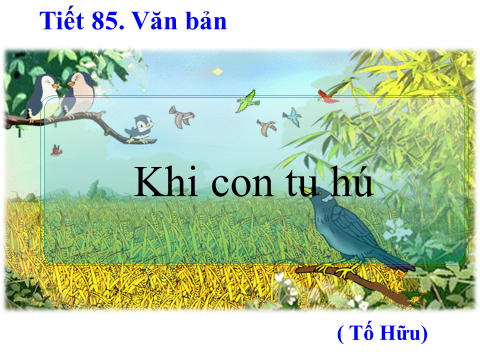 Tiết 85. Văn bản
Khi con tu hú
( Tố Hữu)